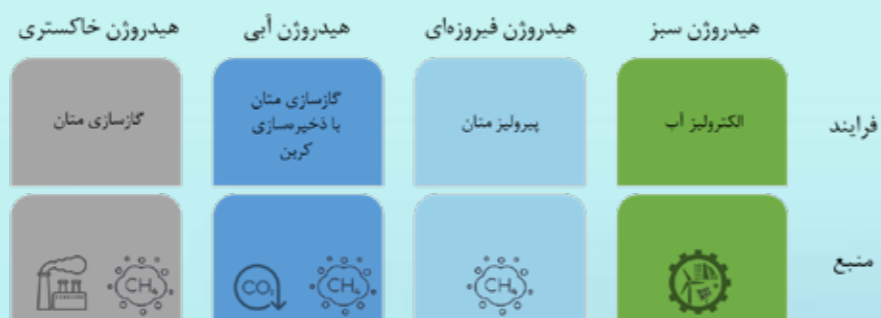 هیدروژن سبز
هیدروژن فیروزه‌ای
هیدروژن آبی
هیدروژن خاکستری
فرایند
الکترولیز آب
پیرولیز متان
گازسازی متان
با ذخیره‌سازی
کربن
گازسازی متان
منبع
CH₄
CH₄
CO₂
CH₄